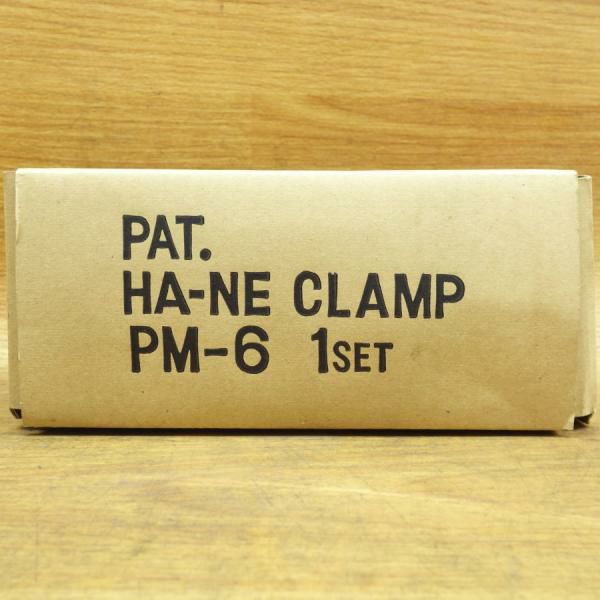 PAT.
HA-NE CLAMP
PM-6 1SET